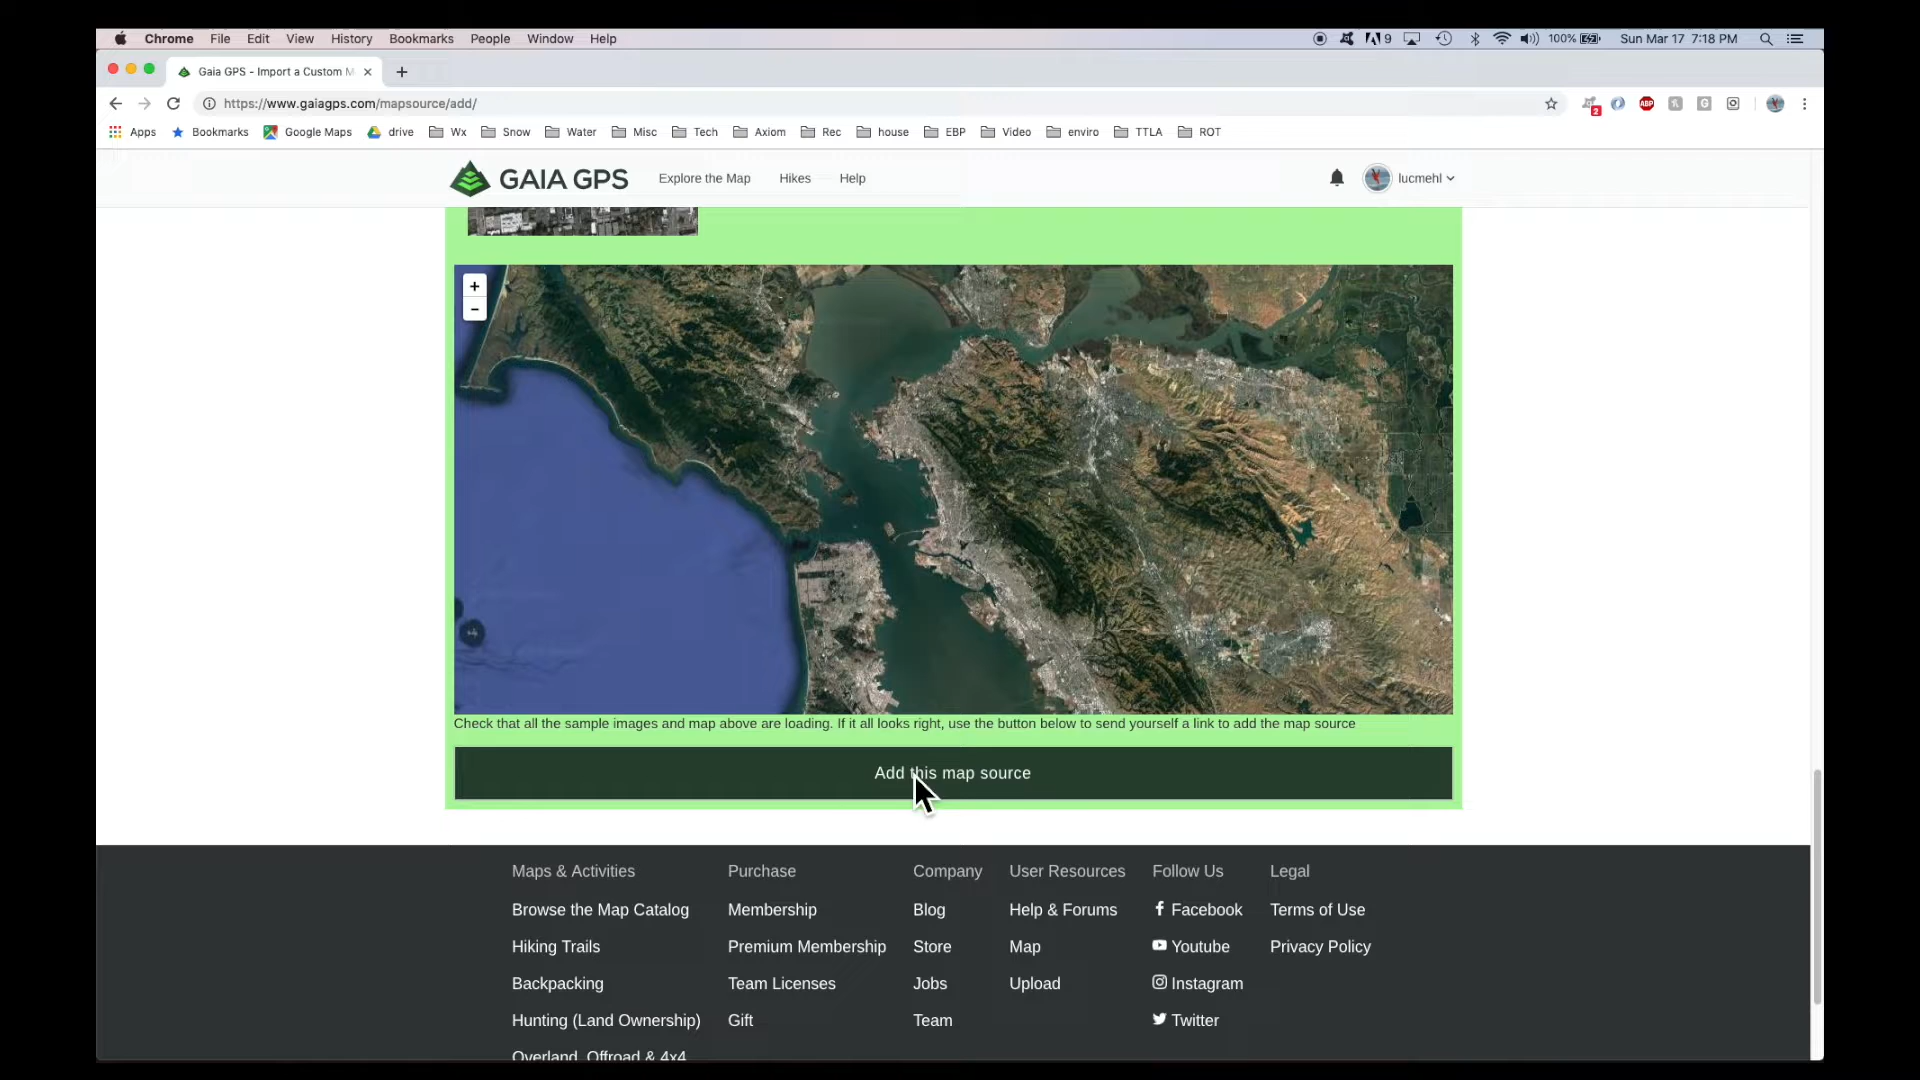 Chrome File Edit View History Bookmarks People Window Help 9 100% Sun Mar 17 7:18 PM
Gaia GPS - Import a Custom M
https://www.gaiagps.com/mapsource/add/ 2 ABP
Apps Bookmarks Google Maps drive Wx Snow Water Misc Tech Axiom Rec house EBP Video enviro TTLA ROT
GAIA GPS Explore the Map Hikes Help lucmehl
+
-
Check that all the sample images and map above are loading. If it all looks right, use the button below to send yourself a link to add the map source
Add this map source
Maps & Activities Purchase Company User Resources Follow Us Legal
Browse the Map Catalog Membership Blog Help & Forums Facebook Terms of Use
Hiking Trails Premium Membership Store Map Youtube Privacy Policy
Backpacking Team Licenses Jobs Upload Instagram
Hunting (Land Ownership) Gift Team Twitter
Overland, Offroad & 4x4